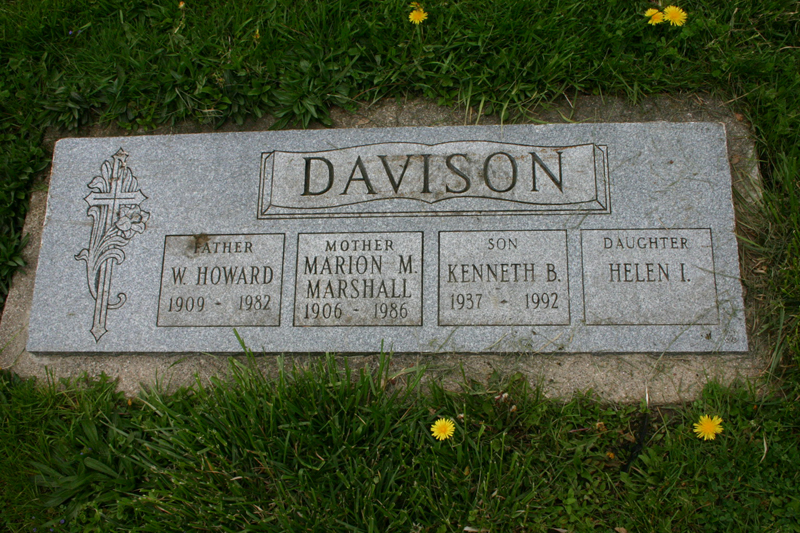 DAVISON
FATHER
W. HOWARD
1909 - 1982
MOTHER
MARION M.
MARSHALL
1906 - 1986
SON
KENNETH B.
1937 - 1992
DAUGHTER
HELEN I.